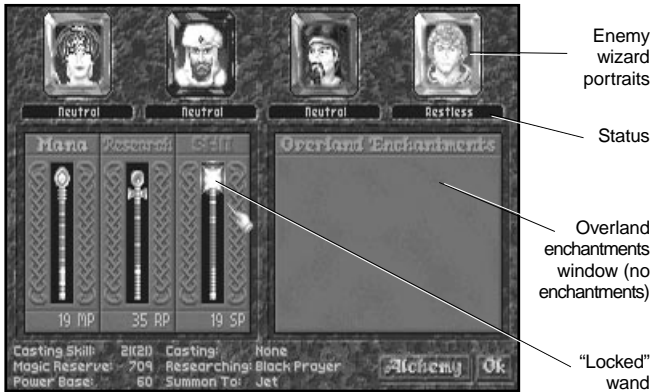 Enemy
wizard
portraits
Neutral
Neutral
Neutral
Restless
Status
Mana
Research
Skill
Overland Enchantments
Overland
enchantments
window (no
enchantments)
19 MP
35 RP
19 SP
Casting Skill: 21(21)
Casting: None
Magic Reserve: 709
Researching: Black Prayer
Power Base: 60
Summon To: Jet
Alchemy
Ok
“Locked”
wand